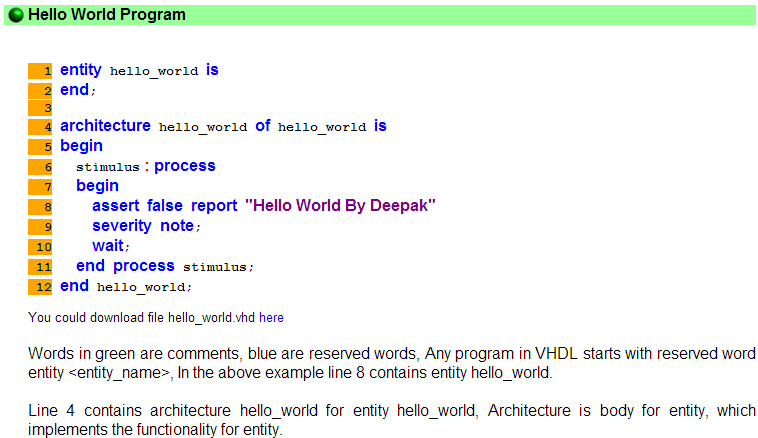 Hello World Program
1 entity hello_world is
2 end;
3
4 architecture hello_world of hello_world is
5 begin
6 stimulus : process
7 begin
8 assert false report "Hello World By Deepak"
9 severity note;
10 wait;
11 end process stimulus;
12 end hello_world;
You could download file hello_world.vhd here
Words in green are comments, blue are reserved words, Any program in VHDL starts with reserved word
entity <entity_name>, In the above example line 8 contains entity hello_world.
Line 4 contains architecture hello_world for entity hello_world, Architecture is body for entity, which
implements the functionality for entity.